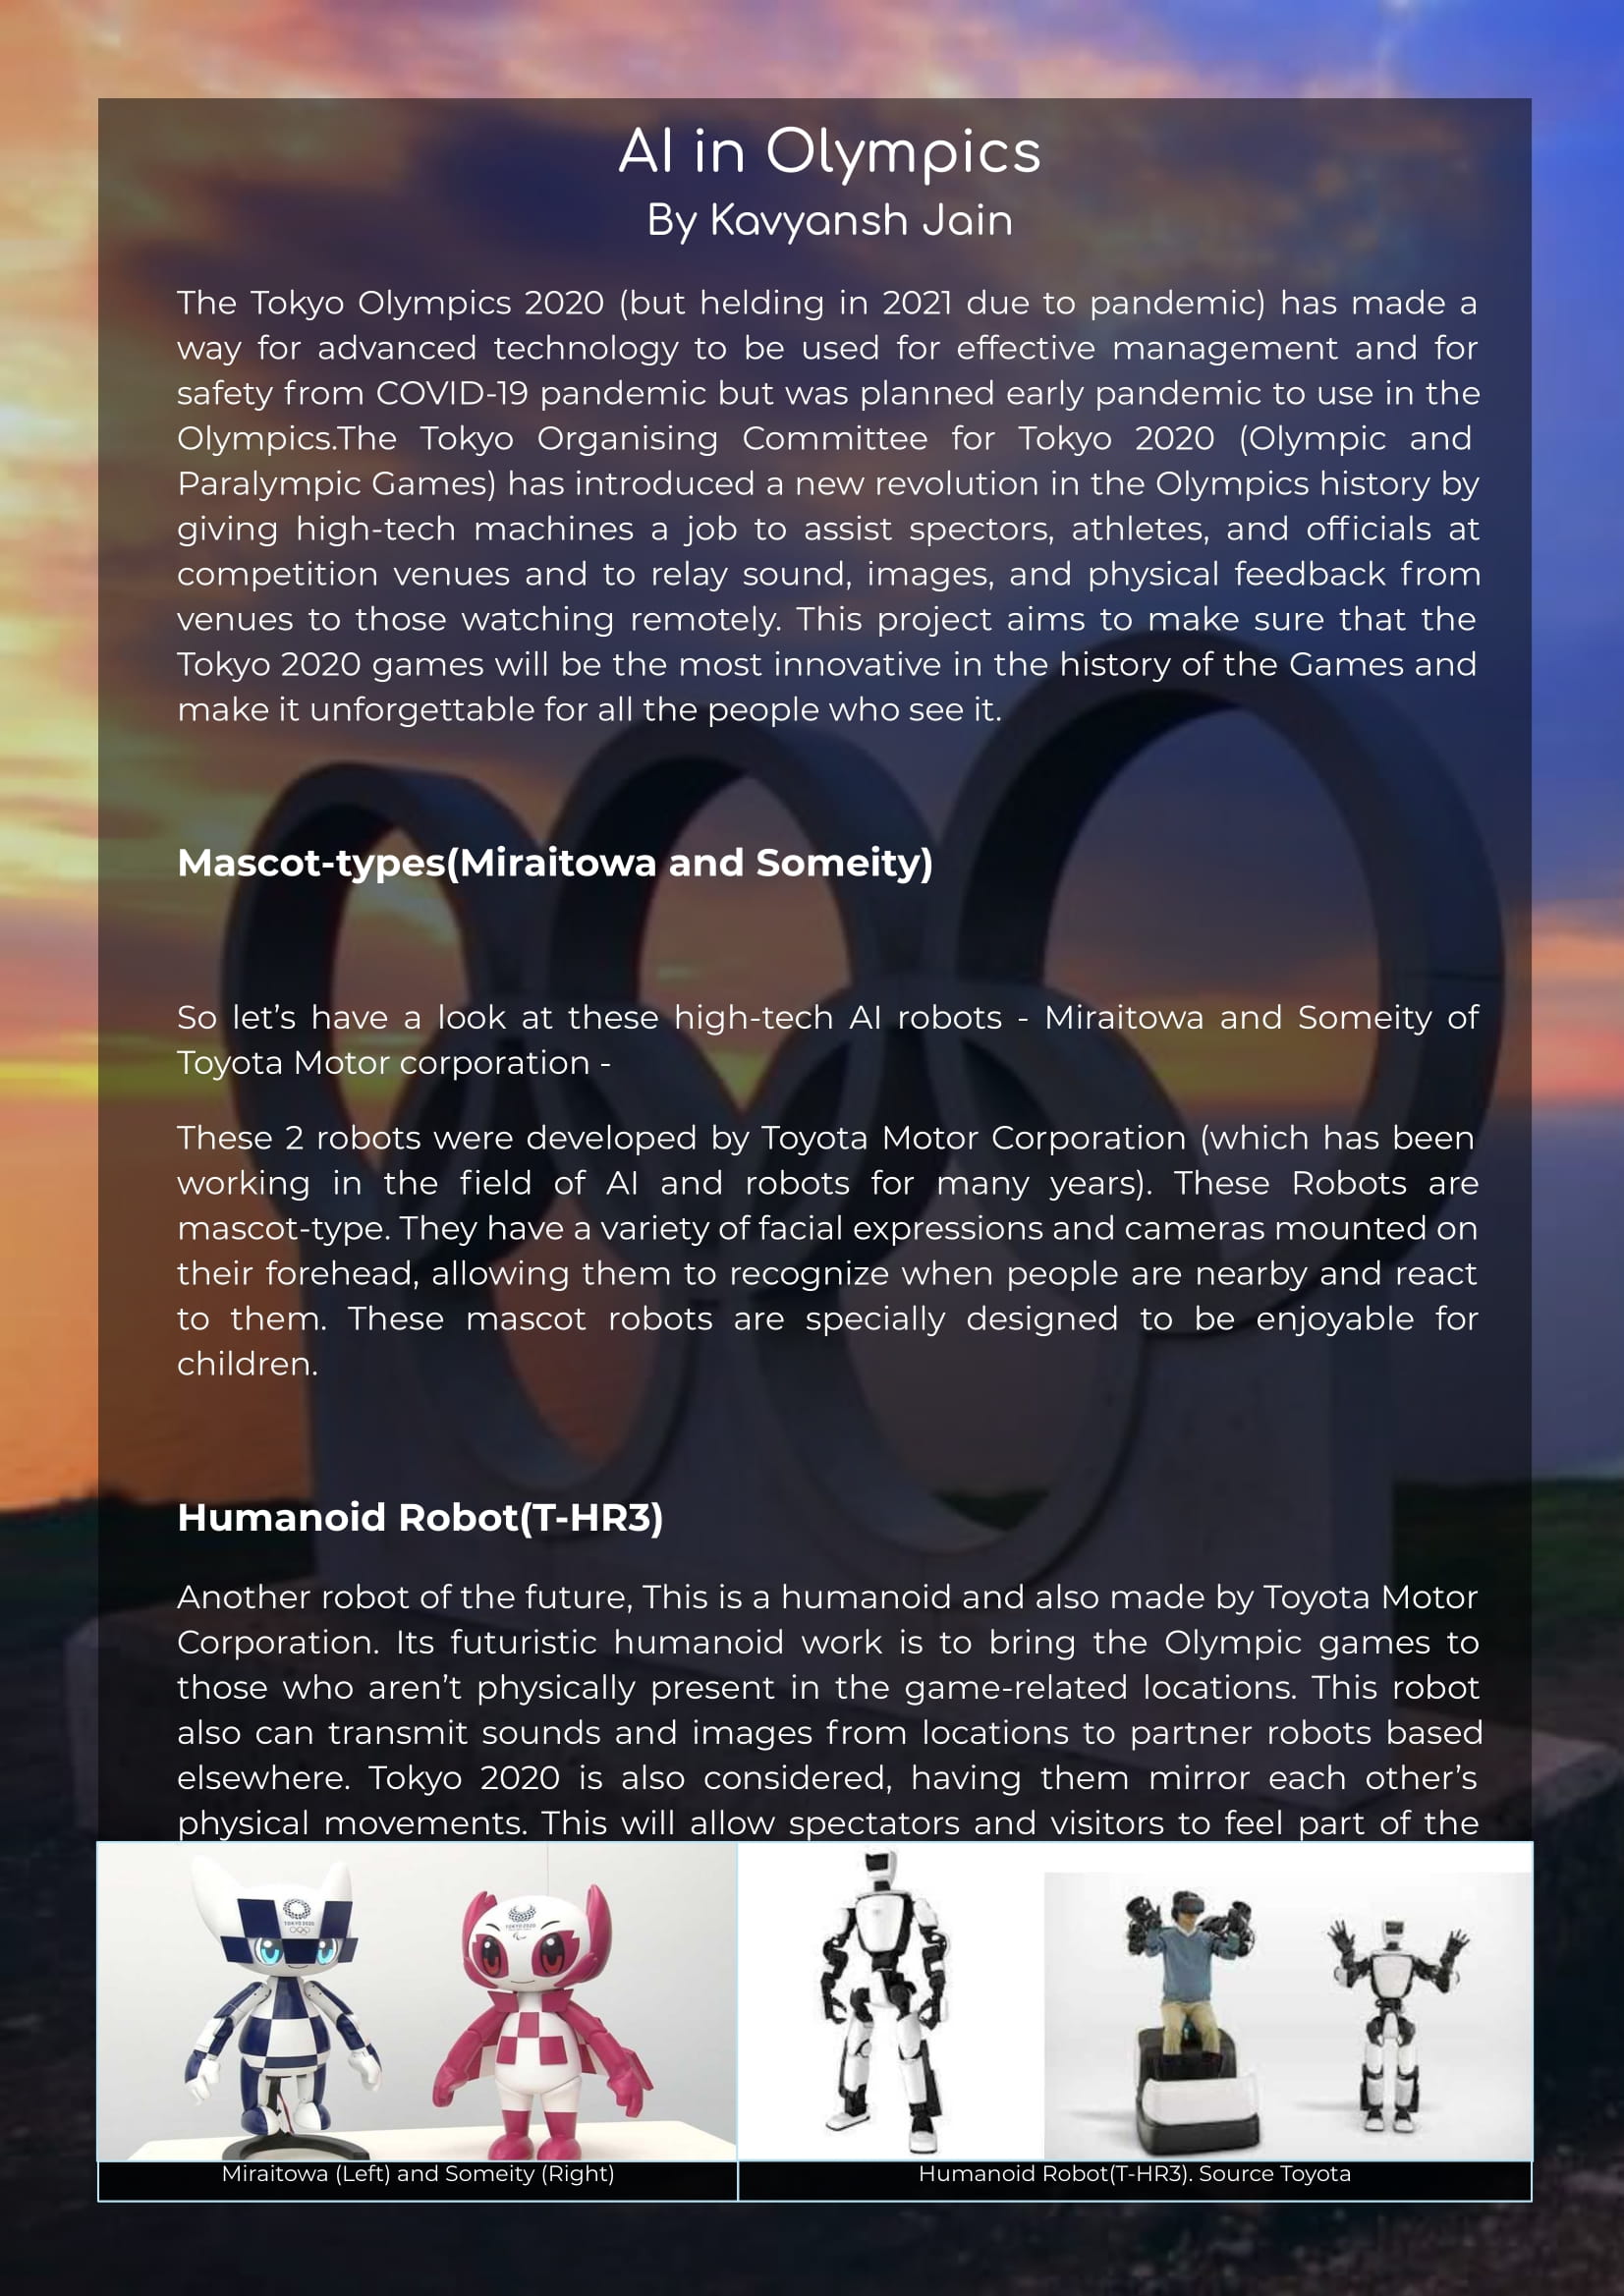 AI in Olympics
By Kavyansh Jain
The Tokyo Olympics 2020 (but helding in 2021 due to pandemic) has made a
way for advanced technology to be used for effective management and for
safety from COVID-19 pandemic but was planned early pandemic to use in the
Olympics.The Tokyo Organising Committee for Tokyo 2020 (Olympic and
Paralympic Games) has introduced a new revolution in the Olympics history by
giving high-tech machines a job to assist spectors, athletes, and officials at
competition venues and to relay sound, images, and physical feedback from
venues to those watching remotely. This project aims to make sure that the
Tokyo 2020 games will be the most innovative in the history of the Games and
make it unforgettable for all the people who see it.
Mascot-types(Miraitowa and Someity)
So let’s have a look at these high-tech AI robots - Miraitowa and Someity of
Toyota Motor corporation -
These 2 robots were developed by Toyota Motor Corporation (which has been
working in the field of AI and robots for many years). These Robots are
mascot-type. They have a variety of facial expressions and cameras mounted on
their forehead, allowing them to recognize when people are nearby and react
to them. These mascot robots are specially designed to be enjoyable for
children.
Humanoid Robot(T-HR3)
Another robot of the future, This is a humanoid and also made by Toyota Motor
Corporation. Its futuristic humanoid work is to bring the Olympic games to
those who aren’t physically present in the game-related locations. This robot
also can transmit sounds and images from locations to partner robots based
elsewhere. Tokyo 2020 is also considered, having them mirror each other’s
physical movements. This will allow spectators and visitors to feel part of the
TOKYO 2020
TOKYO 2020
Miraitowa (Left) and Someity (Right)
Humanoid Robot(T-HR3). Source Toyota